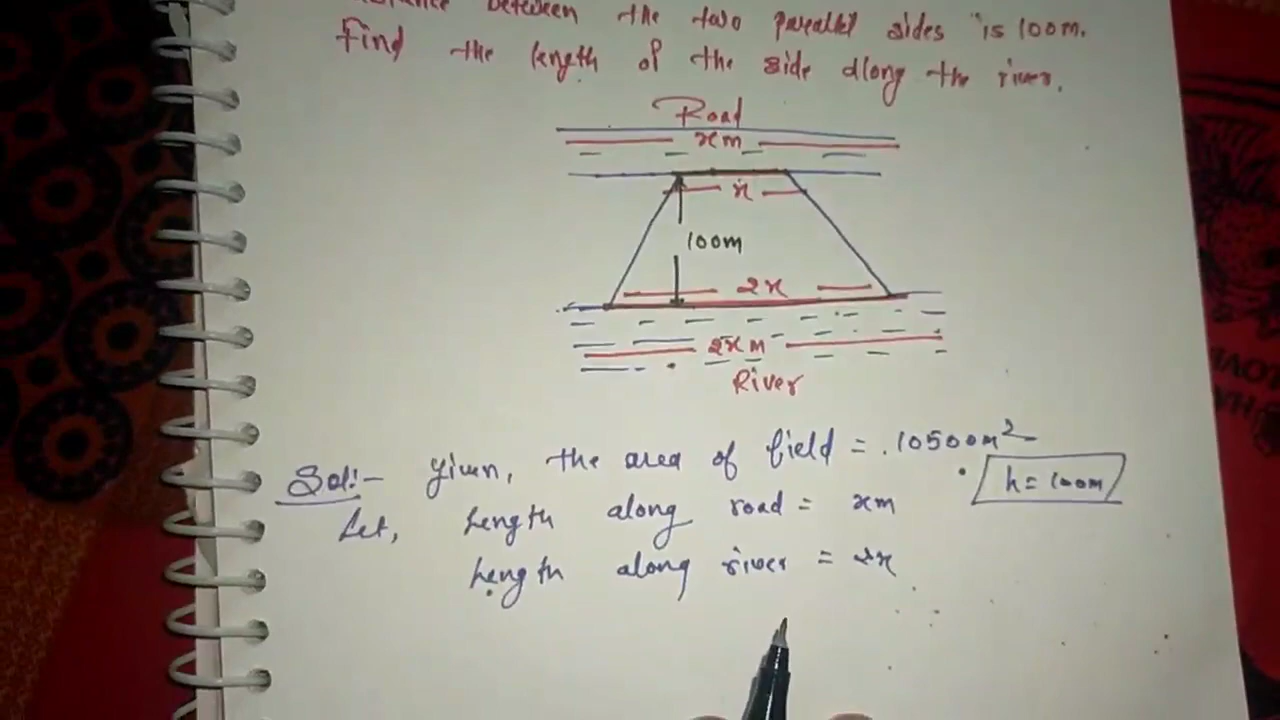 between the two parallel sides is 100m.
Find the length of the side along the river.
Road
xm
x
100m
2x
2xm
River
Sol:- Given, the area of field = 10500m²
h = 100m
Let, Length along road = xm
Length along river = 2x